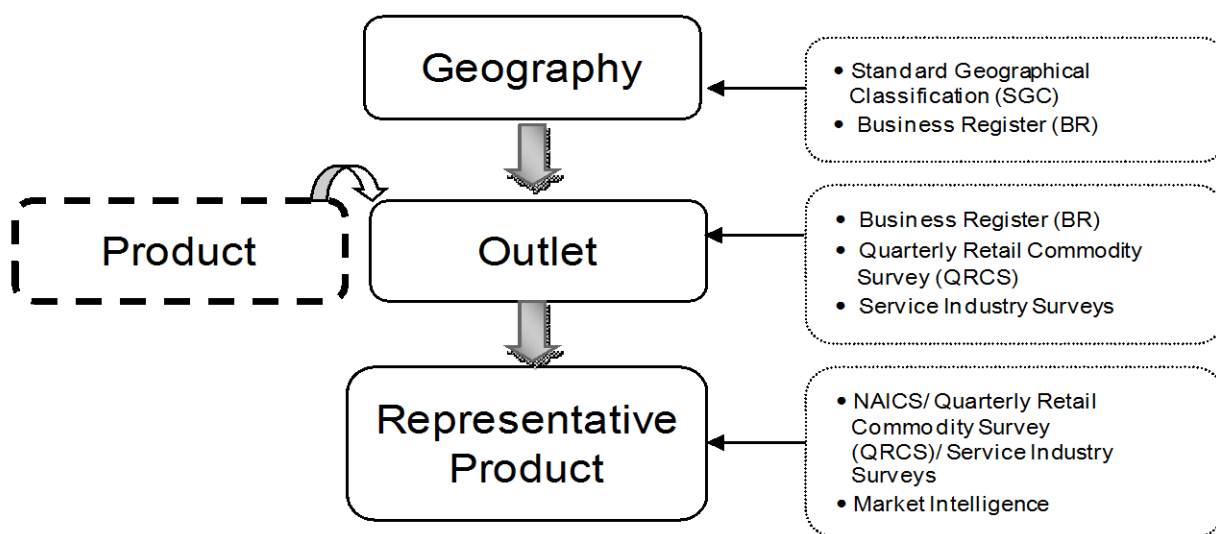 Geography
• Standard Geographical
Classification (SGC)
• Business Register (BR)
Product
Outlet
• Business Register (BR)
• Quarterly Retail Commodity
Survey (QRCS)
• Service Industry Surveys
Representative
Product
• NAICS/ Quarterly Retail
Commodity Survey
(QRCS)/ Service Industry
Surveys
• Market Intelligence